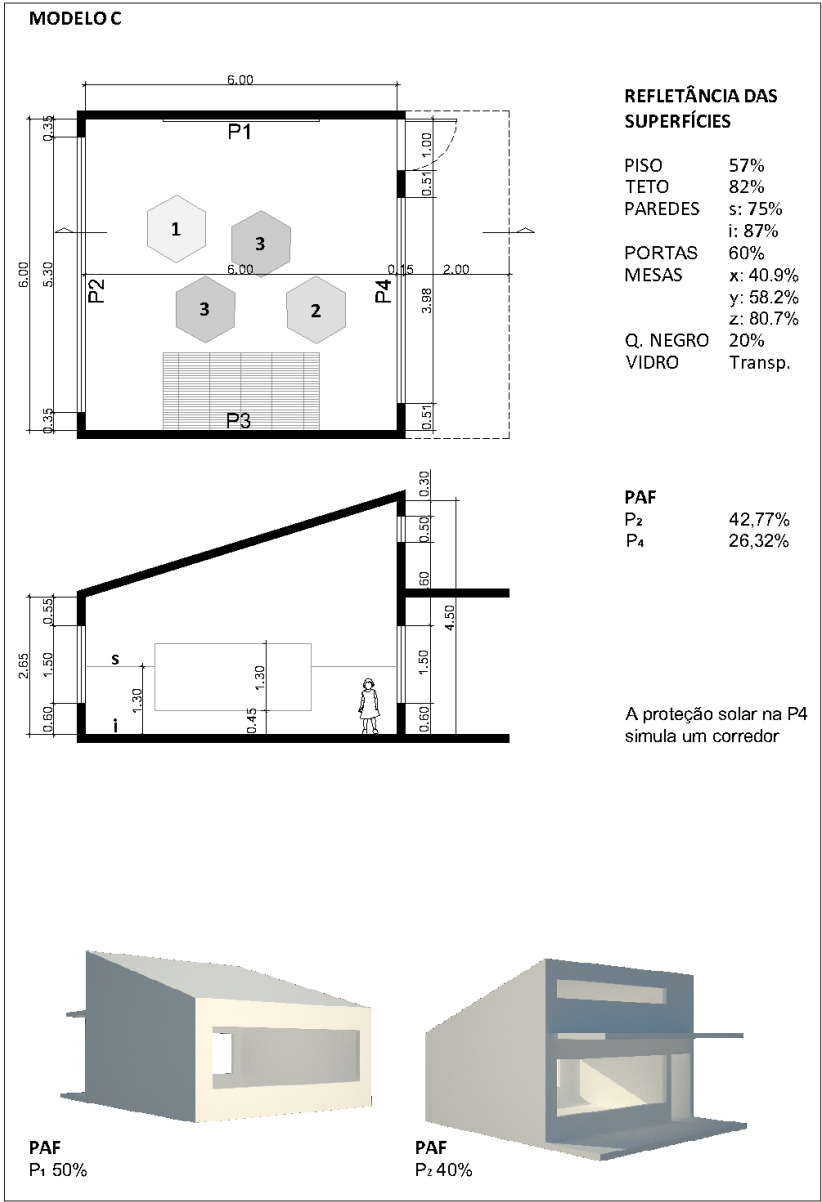 MODELO C
6.00
0.35
P1
1.00
0.51
1
3
6.00
5.30
P2
6.00
0.15
2.00
P4
3.98
3
2
P3
0.35
0.51
REFLETÂNCIA DAS
SUPERFÍCIES
PISO 57%
TETO 82%
PAREDES s: 75%
i: 87%
PORTAS 60%
MESAS x: 40.9%
y: 58.2%
z: 80.7%
Q. NEGRO 20%
VIDRO Transp.
0.30
0.50
.60
4.50
0.55
2.65
1.50
s
1.30
1.30
1.50
0.60
i
0.45
0.60
PAF
P₂ 42,77%
P₄ 26,32%
A proteção solar na P4
simula um corredor
PAF
P₁ 50%
PAF
P₂ 40%